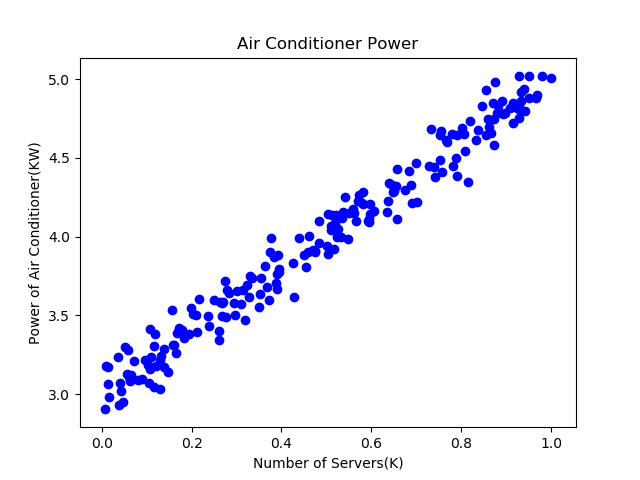 Air Conditioner Power
Power of Air Conditioner(KW)
5.0
4.5
4.0
3.5
3.0
0.0 0.2 0.4 0.6 0.8 1.0
Number of Servers(K)